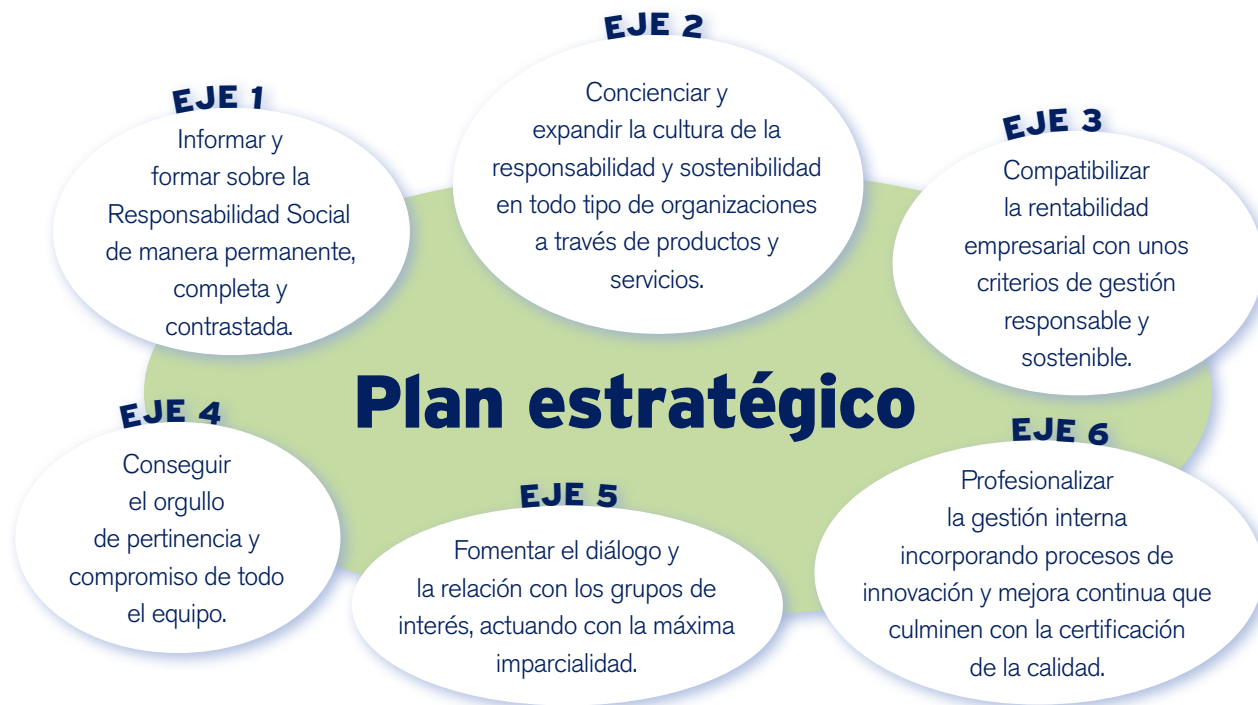 EJE 1
Informar y
formar sobre la
Responsabilidad Social
de manera permanente,
completa y
contrastada.
EJE 2
Concienciar y
expandir la cultura de la
responsabilidad y sostenibilidad
en todo tipo de organizaciones
a través de productos y
servicios.
EJE 3
Compatibilizar
la rentabilidad
empresarial con unos
criterios de gestión
responsable y
sostenible.
Plan estratégico
EJE 4
Conseguir
el orgullo
de pertinencia y
compromiso de todo
el equipo.
EJE 5
Fomentar el diálogo y
la relación con los grupos de
interés, actuando con la máxima
imparcialidad.
EJE 6
Profesionalizar
la gestión interna
incorporando procesos de
innovación y mejora continua que
culminen con la certificación
de la calidad.